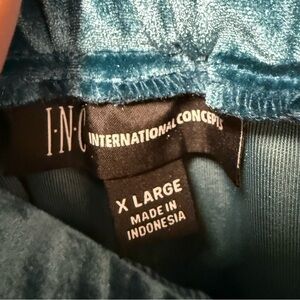 I·N·C INTERNATIONAL CONCEPTS
X LARGE
MADE IN
INDONESIA